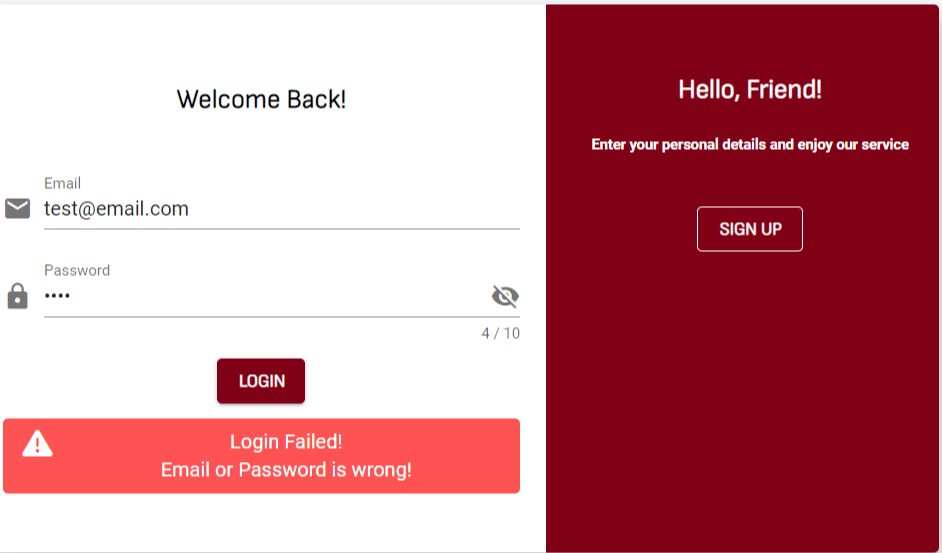 Welcome Back!
Email
test@email.com
Password
••••
4 / 10
LOGIN
Login Failed!
Email or Password is wrong!
Hello, Friend!
Enter your personal details and enjoy our service
SIGN UP